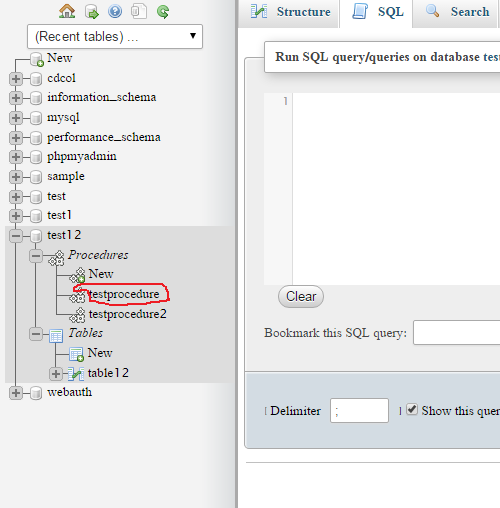 Structure
SQL
Search
(Recent tables) ...
New
cdcol
information_schema
mysql
performance_schema
phpmyadmin
sample
test
test1
test12
Procedures
New
testprocedure
testprocedure2
Tables
New
table12
webauth
Run SQL query/queries on database tes
1
Clear
Bookmark this SQL query:
[ Delimiter ; ] Show this quer